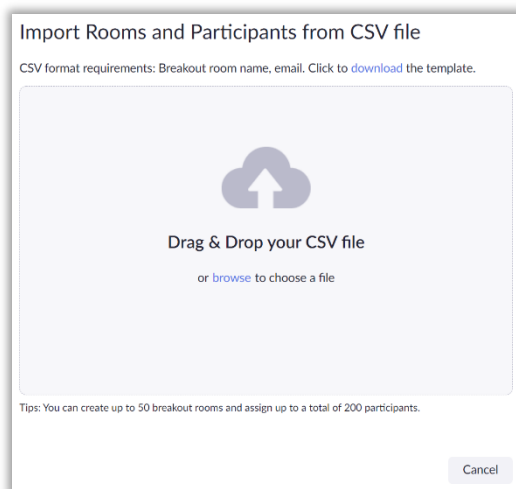 Import Rooms and Participants from CSV file
CSV format requirements: Breakout room name, email. Click to download the template.
Drag & Drop your CSV file
or browse to choose a file
Tips: You can create up to 50 breakout rooms and assign up to a total of 200 participants.
Cancel